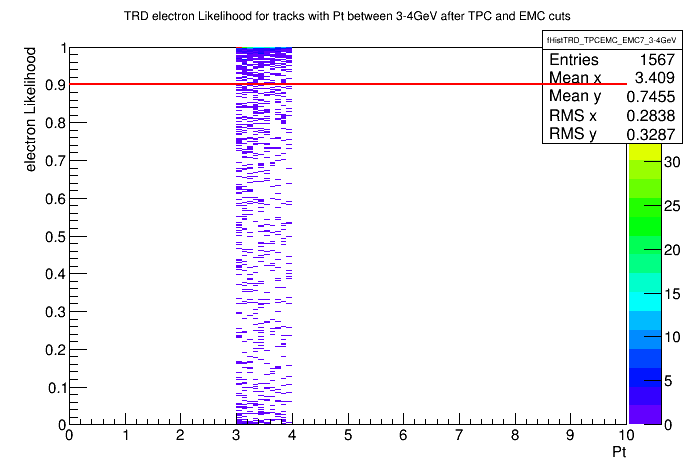 TRD electron Likelihood for tracks with Pt between 3-4GeV after TPC and EMC cuts
fHistTRD_TPCEMC_EMC7_3-4GeV
Entries 1567
Mean x 3.409
Mean y 0.7455
RMS x 0.2838
RMS y 0.3287
electron Likelihood
1
0.9
0.8
0.7
0.6
0.5
0.4
0.3
0.2
0.1
0
0 1 2 3 4 5 6 7 8 9 10
Pt
30
25
20
15
10
5
0